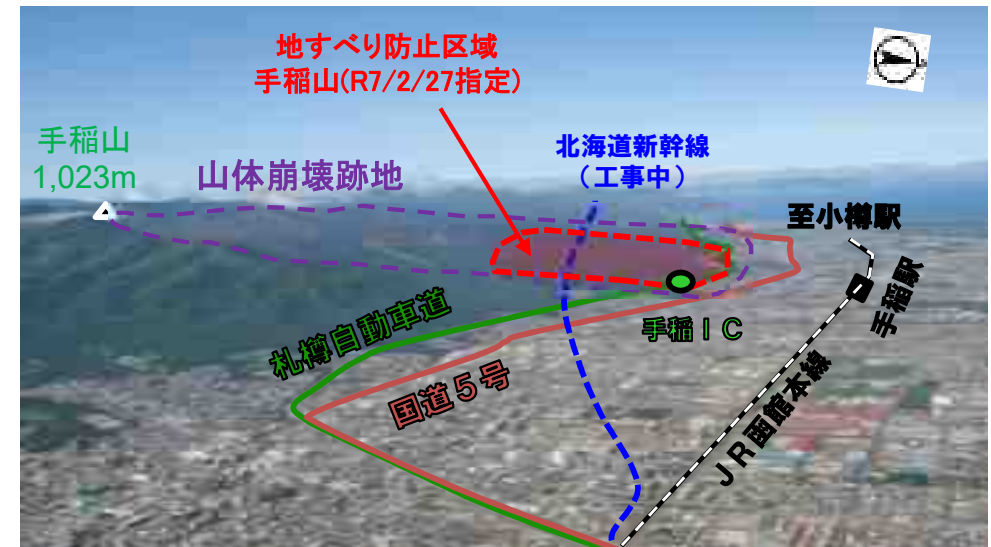 地すべり防止区域
手稲山(R7/2/27指定)
手稲山
1,023m
山体崩壊跡地
北海道新幹線
（工事中）
至小樽駅
手稲駅
札樽自動車道
手稲ＩＣ
国道５号
ＪＲ函館本線